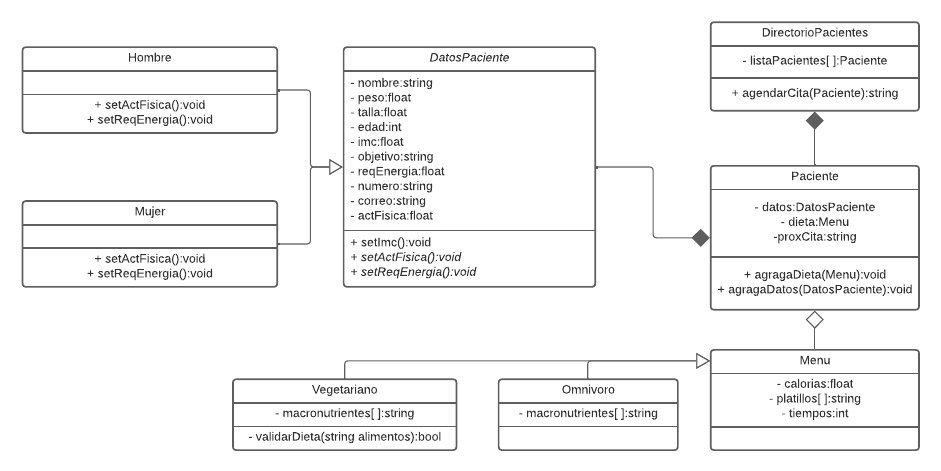 Hombre
+ setActFisica():void
+ setReqEnergia():void
Mujer
+ setActFisica():void
+ setReqEnergia():void
DatosPaciente
- nombre:string
- peso:float
- talla:float
- edad:int
- imc:float
- objetivo:string
- reqEnergia:float
- numero:string
- correo:string
- actFisica:float
+ setImc():void
+ setActFisica():void
+ setReqEnergia():void
DirectorioPacientes
- listaPacientes[ ]:Paciente
+ agendarCita(Paciente):string
Paciente
- datos:DatosPaciente
- dieta:Menu
-proxCita:string
+ agragaDieta(Menu):void
+ agragaDatos(DatosPaciente):void
Menu
- calorias:float
- platillos[ ]:string
- tiempos:int
Vegetariano
- macronutrientes[ ]:string
- validarDieta(string alimentos):bool
Omnivoro
- macronutrientes[ ]:string